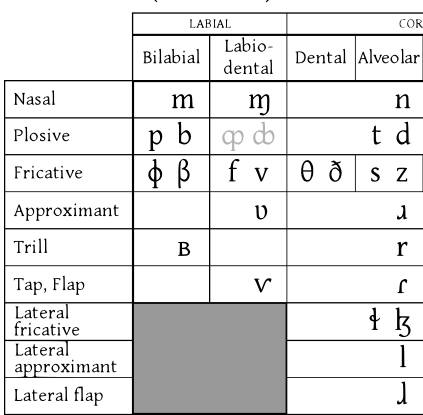 LABIAL COR
Bilabial Labio-dental Dental Alveolar
Nasal m ɱ n
Plosive p b ȹ ȸ t d
Fricative ɸ β f v θ ð s z
Approximant ʋ ɹ
Trill ʙ r
Tap, Flap ⱱ ɾ
Lateral fricative ɬ ɮ
Lateral approximant l
Lateral flap ɺ